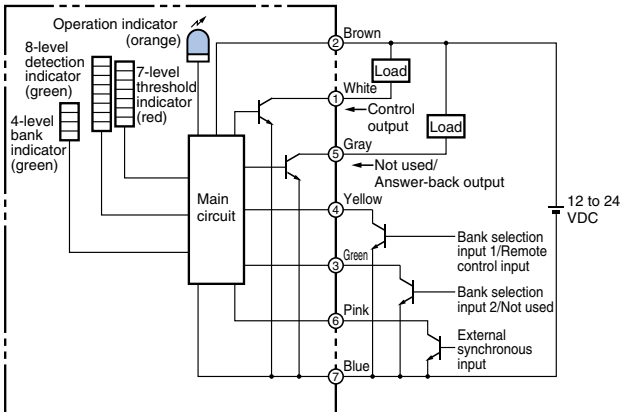 Operation indicator
(orange)
8-level
detection
indicator
(green)
7-level
threshold
indicator
(red)
4-level
bank
indicator
(green)
Main
circuit
2 Brown
Load
1 White
Control
output
Load
5 Gray
Not used/
Answer-back output
4 Yellow
12 to 24
VDC
Bank selection
input 1/Remote
control input
3 Green
Bank selection
input 2/Not used
6 Pink
External
synchronous
input
7 Blue